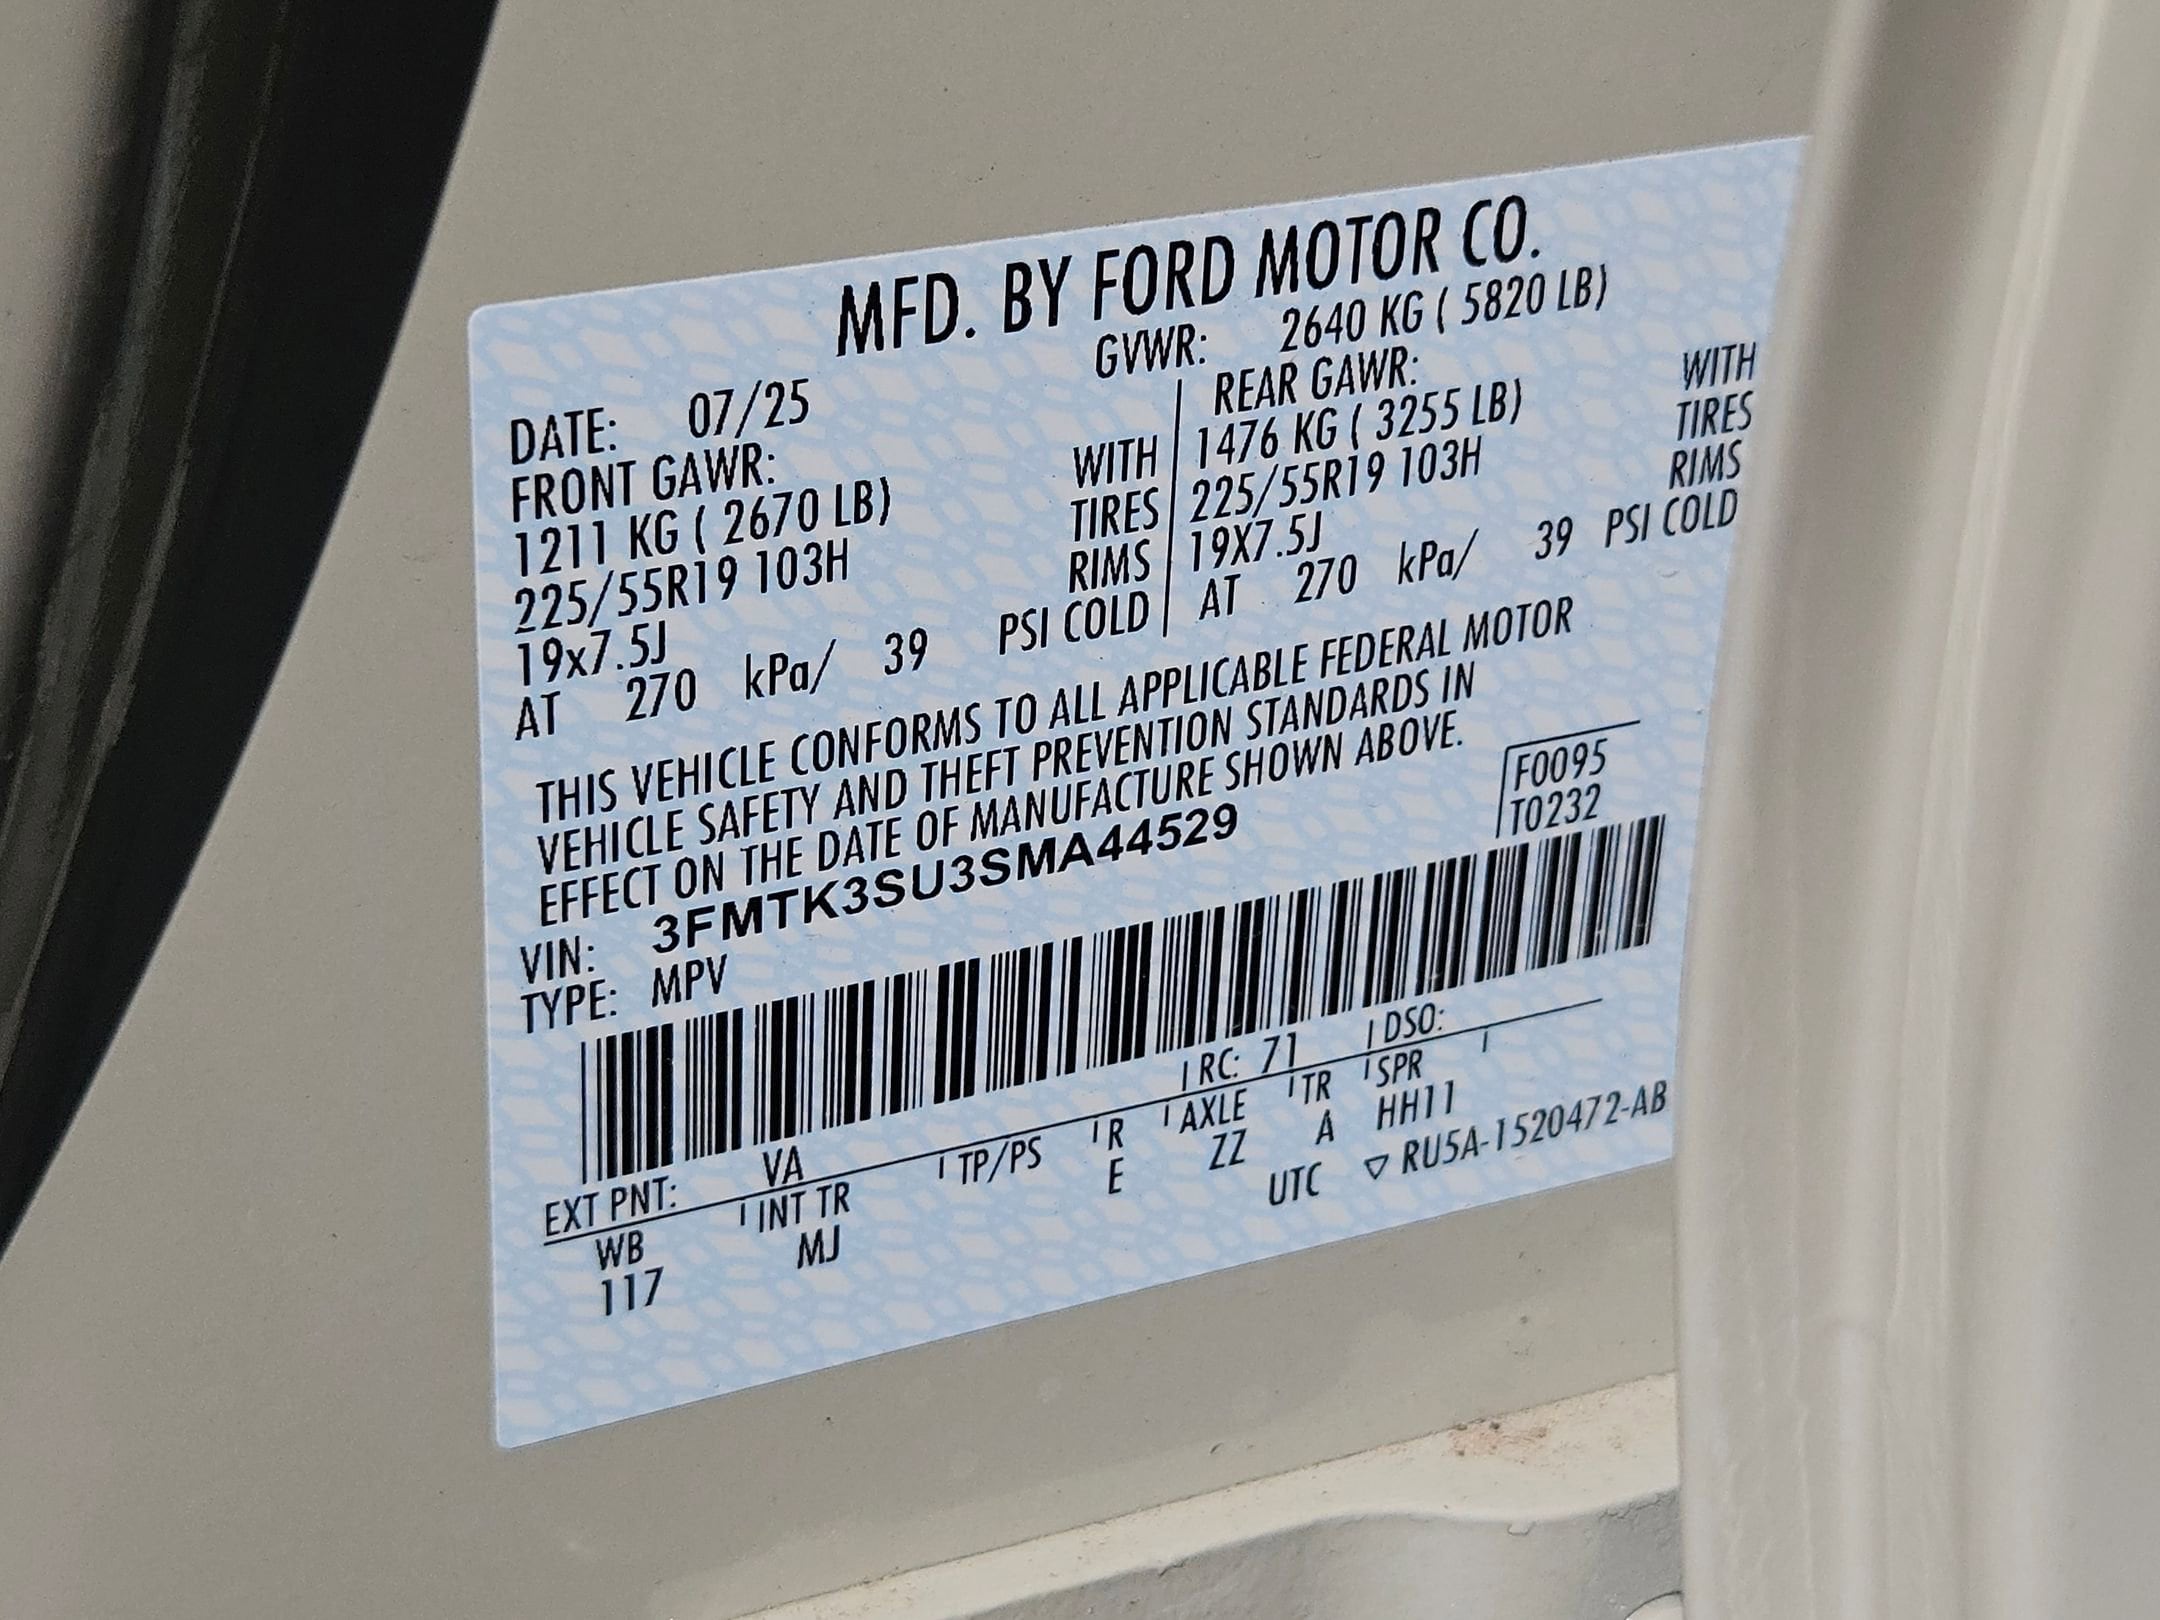 MFD. BY FORD MOTOR CO.
DATE: 07/25 GVWR: 2640 KG ( 5820 LB)
FRONT GAWR: REAR GAWR:
1211 KG ( 2670 LB) WITH 1476 KG ( 3255 LB) WITH
225/55R19 103H TIRES 225/55R19 103H TIRES
19x7.5J RIMS 19X7.5J RIMS
AT 270 kPa/ 39 PSI COLD AT 270 kPa/ 39 PSI COLD
THIS VEHICLE CONFORMS TO ALL APPLICABLE FEDERAL MOTOR
VEHICLE SAFETY AND THEFT PREVENTION STANDARDS IN
EFFECT ON THE DATE OF MANUFACTURE SHOWN ABOVE.
VIN: 3FMTK3SU3SMA44529 F0095
TYPE: MPV T0232
EXT PNT: VA RC: 71 DSO:
WB INT TR TP/PS R AXLE TR SPR
117 MJ E ZZ A HH11
UTC ▽ RU5A-1520472-AB